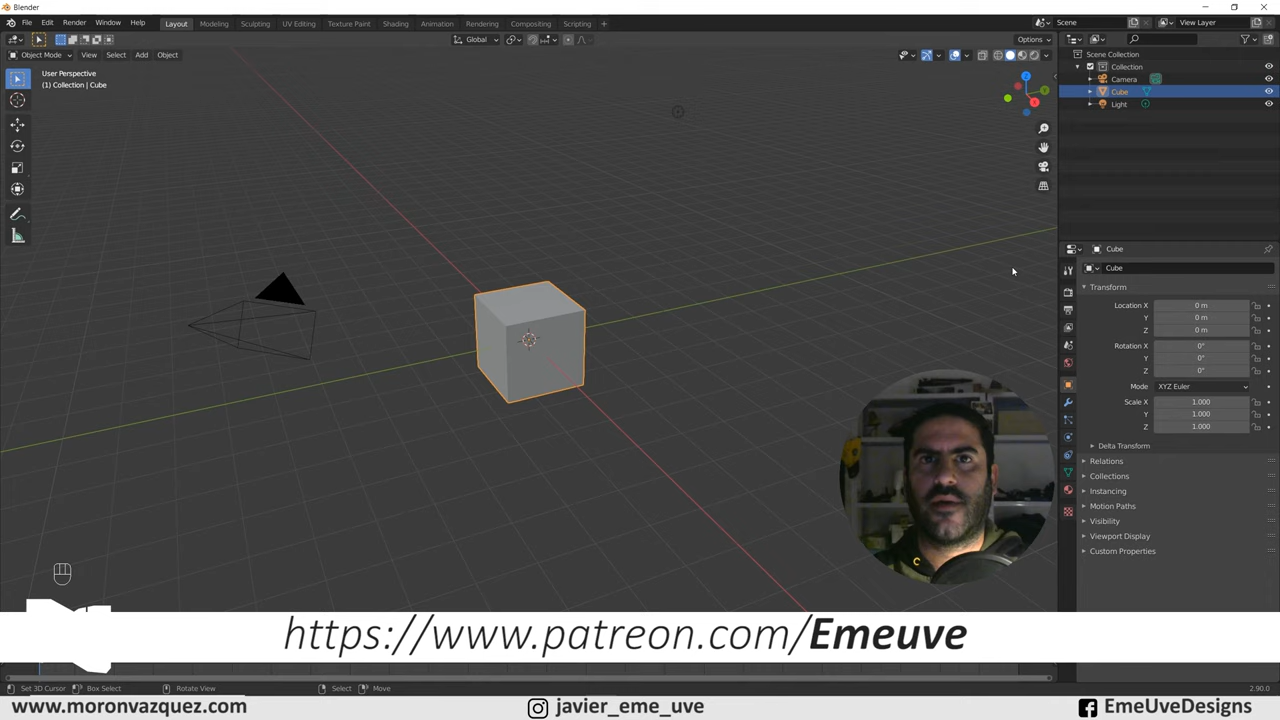 Blender
File Edit Render Window Help Layout Modeling Sculpting UV Editing Texture Paint Shading Animation Rendering Compositing Scripting + Scene View Layer
Global Options
Object Mode View Select Add Object
User Perspective
(1) Collection | Cube
Z
Y
X
Scene Collection
Collection
Camera
Cube
Light
Cube
Cube
Transform
Location X 0 m
Y 0 m
Z 0 m
Rotation X 0°
Y 0°
Z 0°
Mode XYZ Euler
Scale X 1.000
Y 1.000
Z 1.000
Delta Transform
Relations
Collections
Instancing
Motion Paths
Visibility
Viewport Display
Custom Properties
https://www.patreon.com/Emeuve
Set 3D Cursor Box Select Rotate View Select Move 2.90.0
www.moronvazquez.com javier_eme_uve EmeUveDesigns